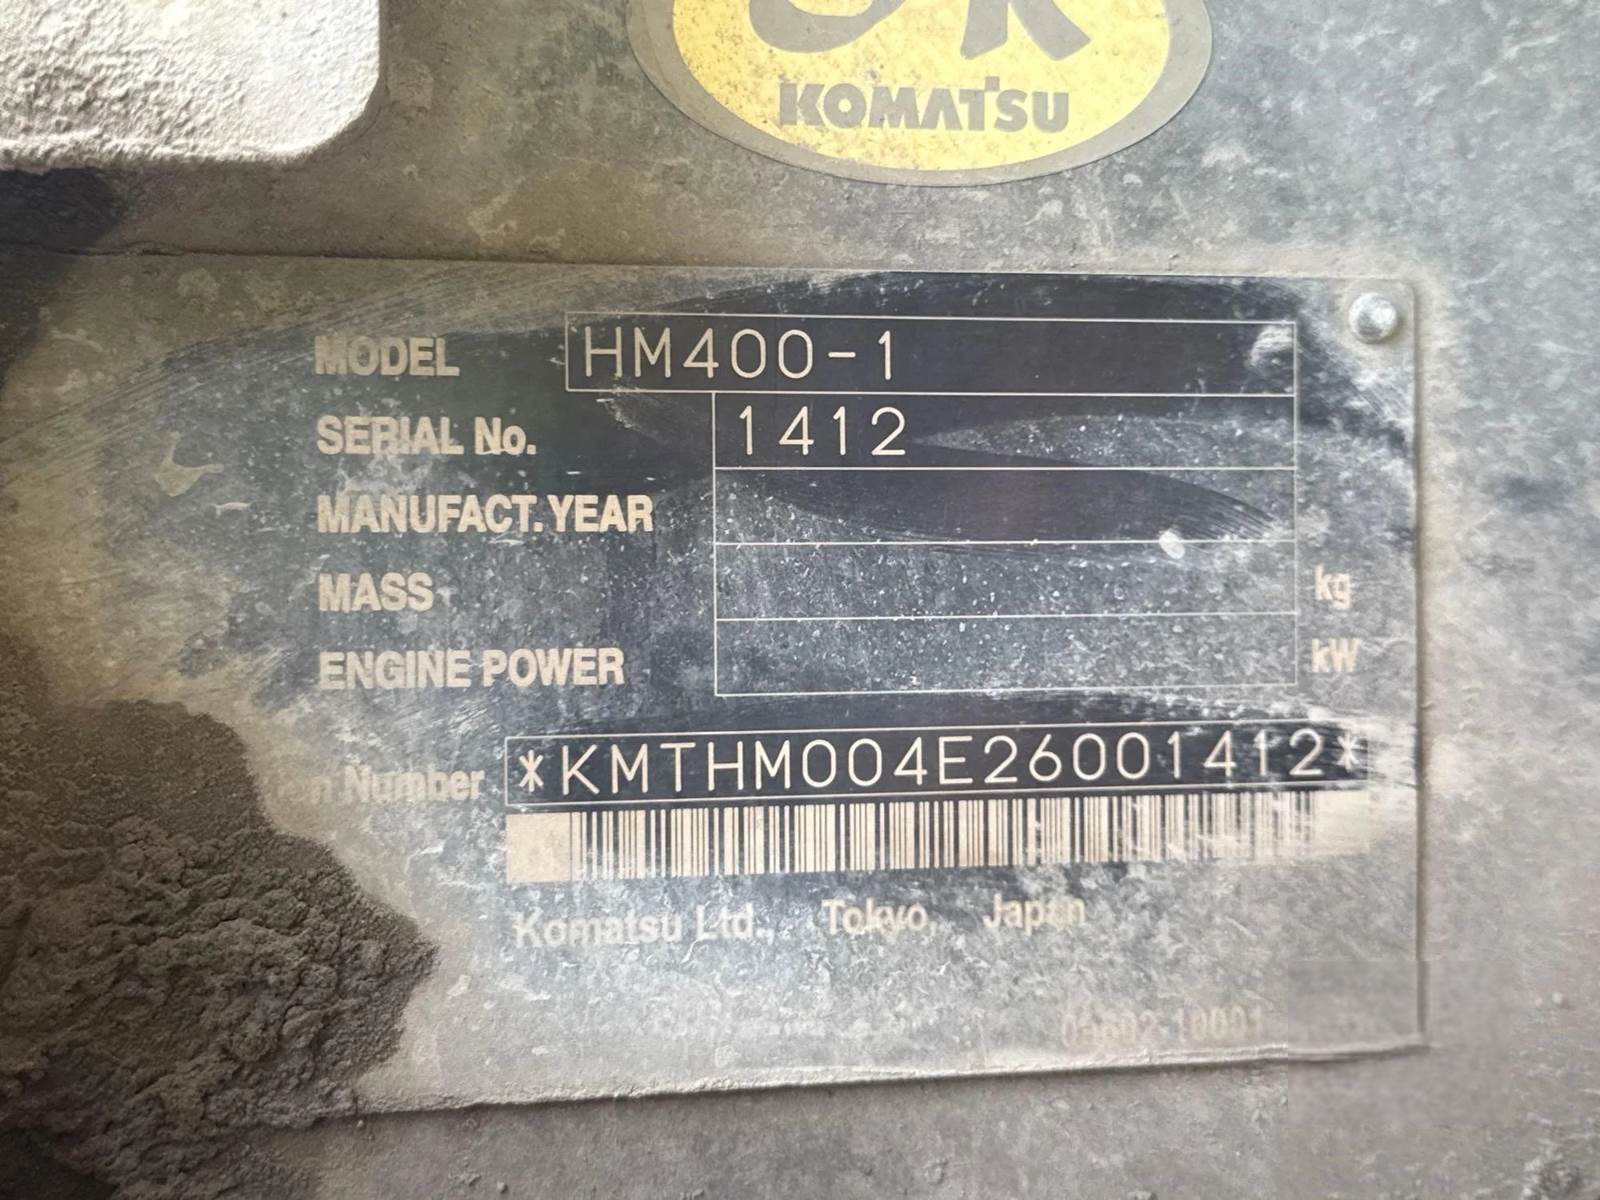 KOMATSU
MODEL HM400-1
SERIAL No. 1412
MANUFACT. YEAR
MASS kg
ENGINE POWER kW
Number *KMTHM004E26001412*
Komatsu Ltd., Tokyo, Japan